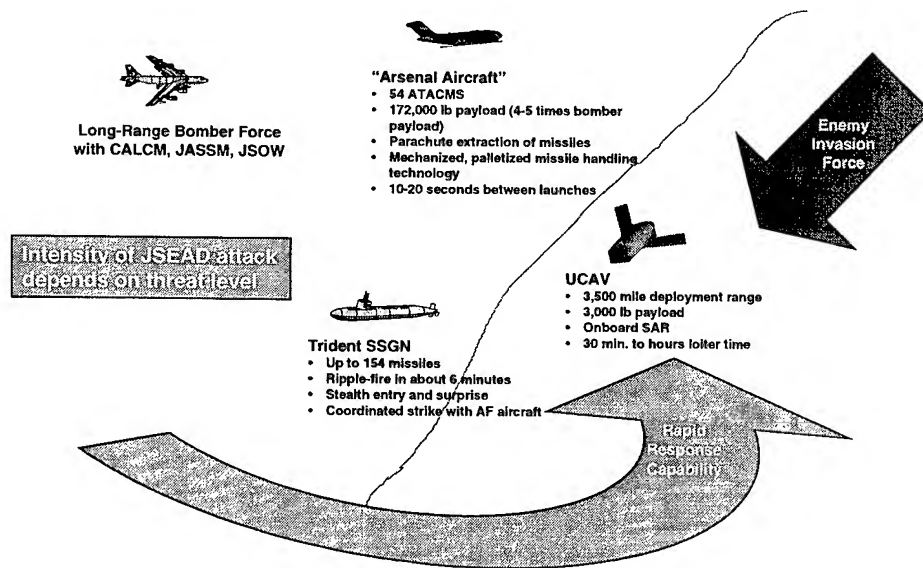 "Arsenal Aircraft"
• 54 ATACMS
• 172,000 lb payload (4-5 times bomber
payload)
• Parachute extraction of missiles
• Mechanized, palletized missile handling
technology
• 10-20 seconds between launches
Long-Range Bomber Force
with CALCM, JASSM, JSOW
Enemy
Invasion
Force
Intensity of JSEAD attack
depends on threat level
UCAV
• 3,500 mile deployment range
• 3,000 lb payload
• Onboard SAR
• 30 min. to hours loiter time
Trident SSGN
• Up to 154 missiles
• Ripple-fire in about 6 minutes
• Stealth entry and surprise
• Coordinated strike with AF aircraft
Rapid
Response
Capability